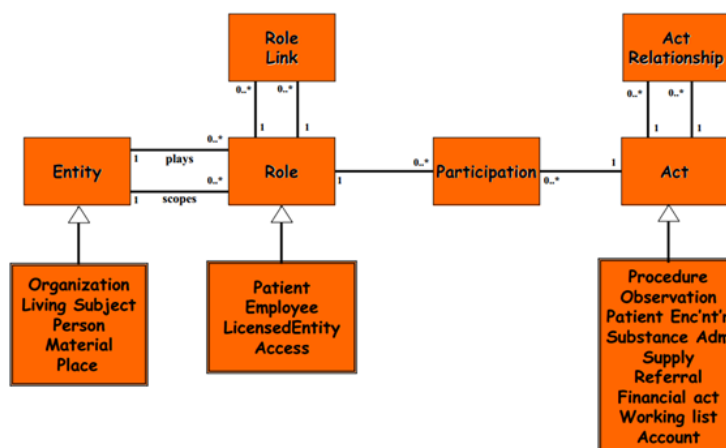 Role
Link
Act
Relationship
0..*
0..*
0..*
0..*
1
1
1
1
0..*
1
plays
Entity
Role
0..*
1
scopes
1
0..*
Participation
0..*
1
Act
Organization
Living Subject
Person
Material
Place
Patient
Employee
LicensedEntity
Access
Procedure
Observation
Patient Enc'nt'r
Substance Adm
Supply
Referral
Financial act
Working list
Account